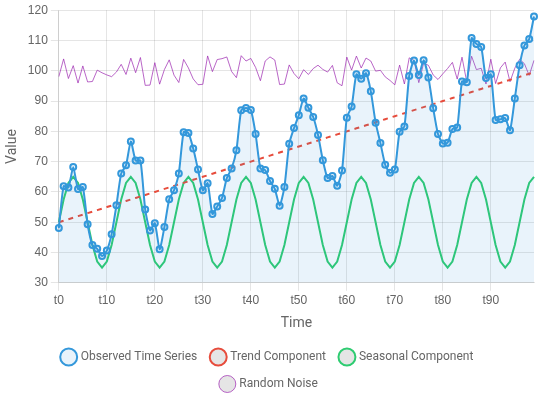 120
110
100
90
80
70
60
50
40
30
Value
t0 t10 t20 t30 t40 t50 t60 t70 t80 t90
Time
Observed Time Series Trend Component Seasonal Component
Random Noise